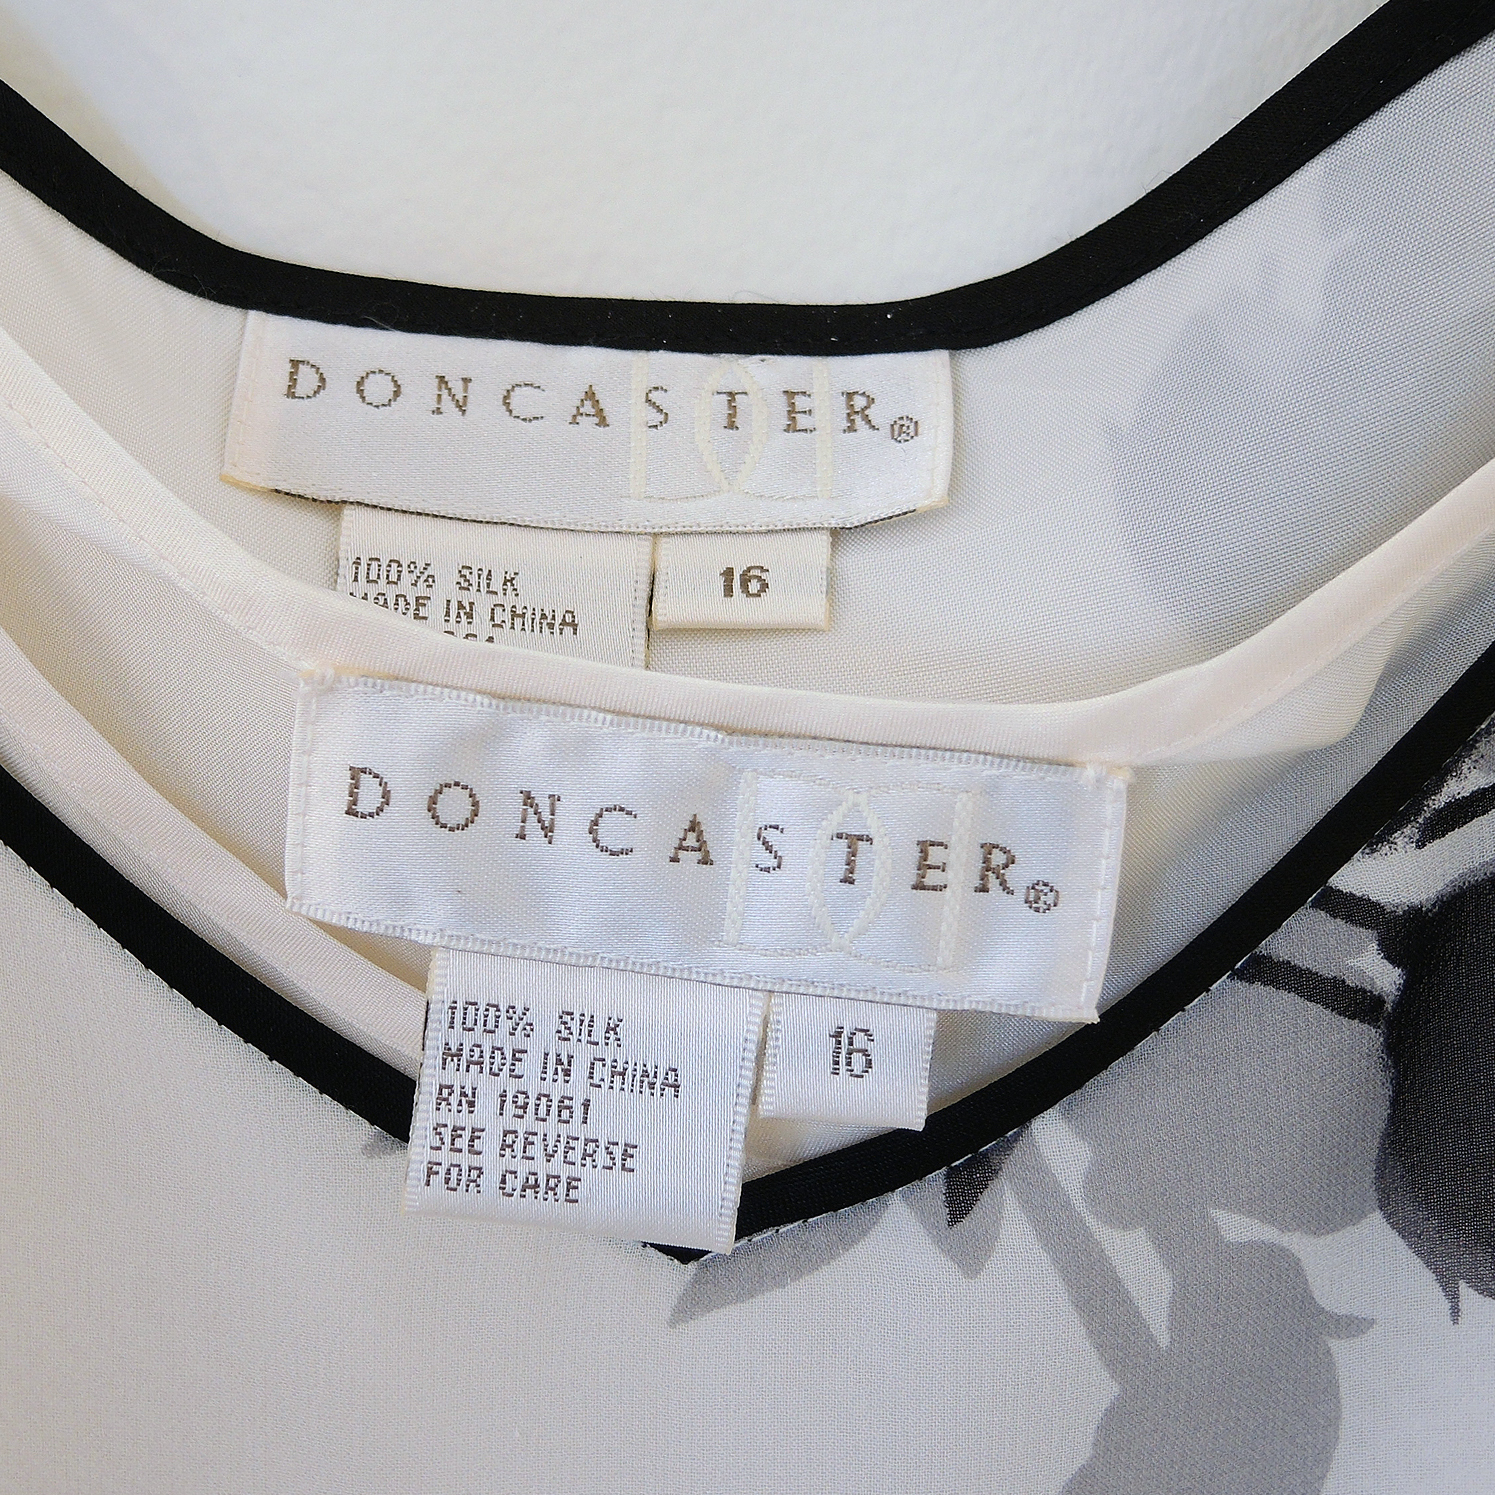 DONCASTER®
100% SILK
MADE IN CHINA
16
DONCASTER®
100% SILK
MADE IN CHINA
RN 19061
SEE REVERSE
FOR CARE
16